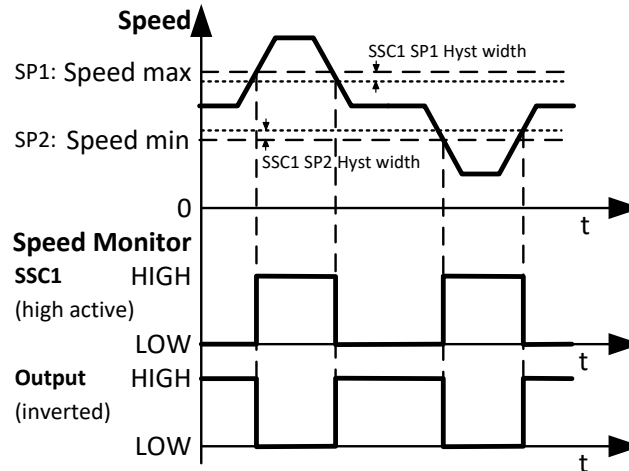 Speed
SSC1 SP1 Hyst width
SP1: Speed max
SP2: Speed min
SSC1 SP2 Hyst width
0
t
Speed Monitor
SSC1 HIGH
(high active)
LOW
t
Output HIGH
(inverted)
LOW
t